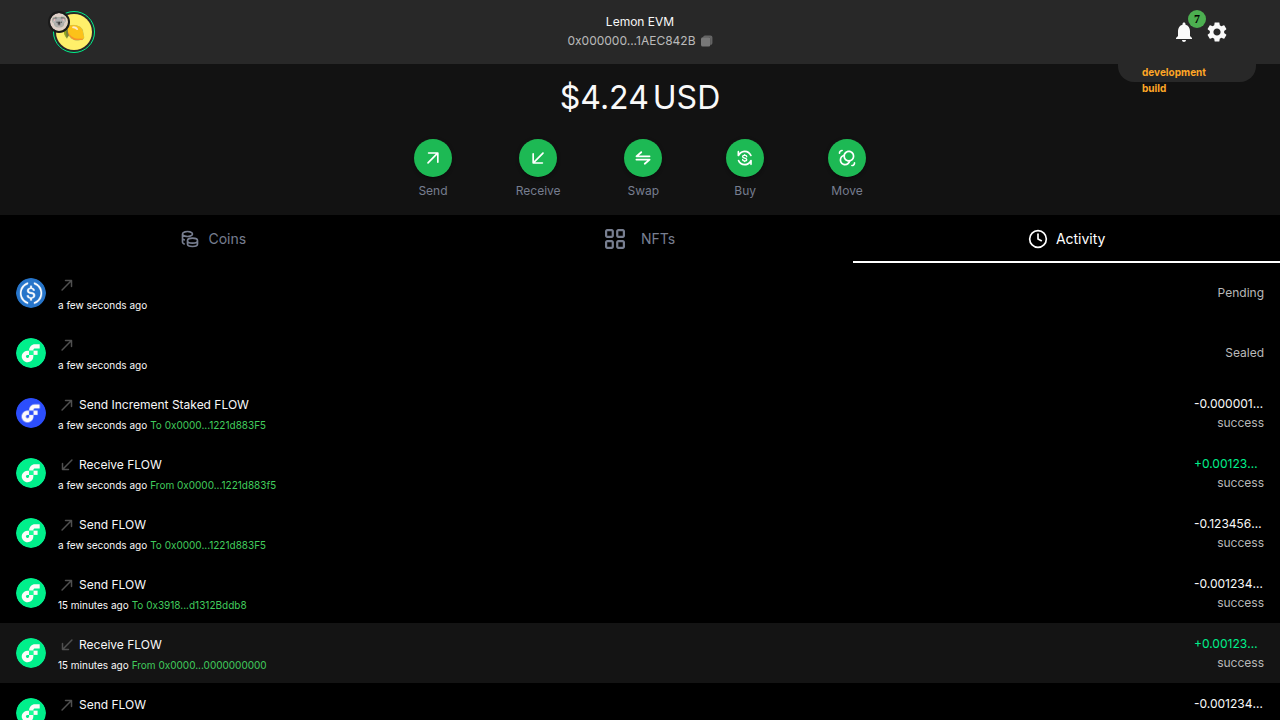 Lemon EVM
0x000000...1AEC842B
7
development
build
$4.24 USD
Send
Receive
Swap
Buy
Move
Coins
NFTs
Activity
a few seconds ago
Pending
a few seconds ago
Sealed
Send Increment Staked FLOW
-0.000001...
a few seconds ago To 0x0000...1221d883F5
success
Receive FLOW
+0.00123...
a few seconds ago From 0x0000...1221d883f5
success
Send FLOW
-0.123456...
a few seconds ago To 0x0000...1221d883F5
success
Send FLOW
-0.001234...
15 minutes ago To 0x3918...d1312Bddb8
success
Receive FLOW
+0.00123...
15 minutes ago From 0x0000...0000000000
success
Send FLOW
-0.001234...